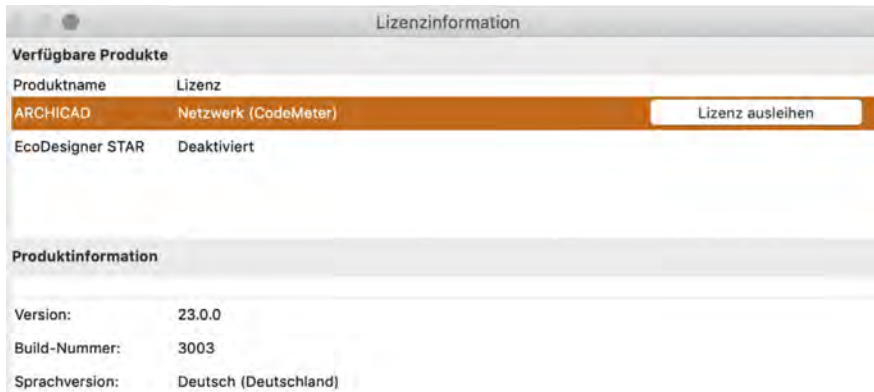 Lizenzinformation
Verfügbare Produkte
Produktname Lizenz
ARCHICAD Netzwerk (CodeMeter) Lizenz ausleihen
EcoDesigner STAR Deaktiviert
Produktinformation
Version: 23.0.0
Build-Nummer: 3003
Sprachversion: Deutsch (Deutschland)